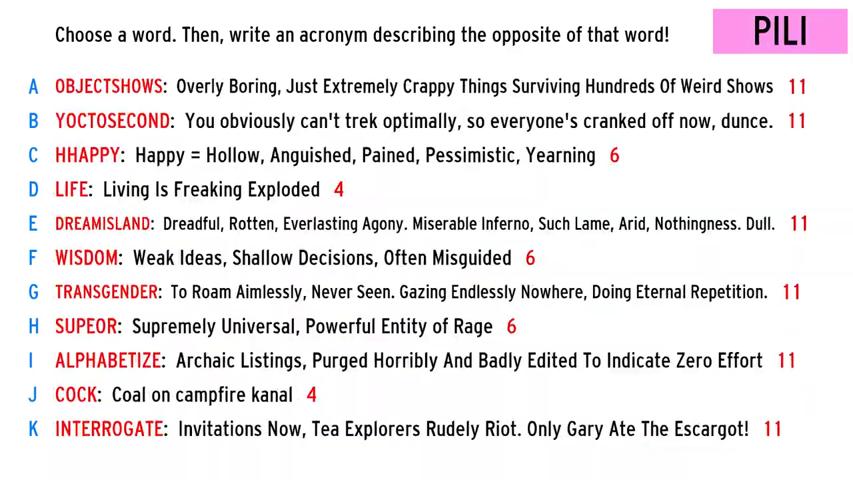 Choose a word. Then, write an acronym describing the opposite of that word!
PILI
A OBJECTSHOWS: Overly Boring, Just Extremely Crappy Things Surviving Hundreds Of Weird Shows 11
B YOCTOSECOND: You obviously can't trek optimally, so everyone's cranked off now, dunce. 11
C HHAPPY: Happy = Hollow, Anguished, Pained, Pessimistic, Yearning 6
D LIFE: Living Is Freaking Exploded 4
E DREAMISLAND: Dreadful, Rotten, Everlasting Agony. Miserable Inferno, Such Lame, Arid, Nothingness. Dull. 11
F WISDOM: Weak Ideas, Shallow Decisions, Often Misguided 6
G TRANSGENDER: To Roam Aimlessly, Never Seen. Gazing Endlessly Nowhere, Doing Eternal Repetition. 11
H SUPEOR: Supremely Universal, Powerful Entity of Rage 6
I ALPHABETIZE: Archaic Listings, Purged Horribly And Badly Edited To Indicate Zero Effort 11
J COCK: Coal on campfire kanal 4
K INTERROGATE: Invitations Now, Tea Explorers Rudely Riot. Only Gary Ate The Escargot! 11